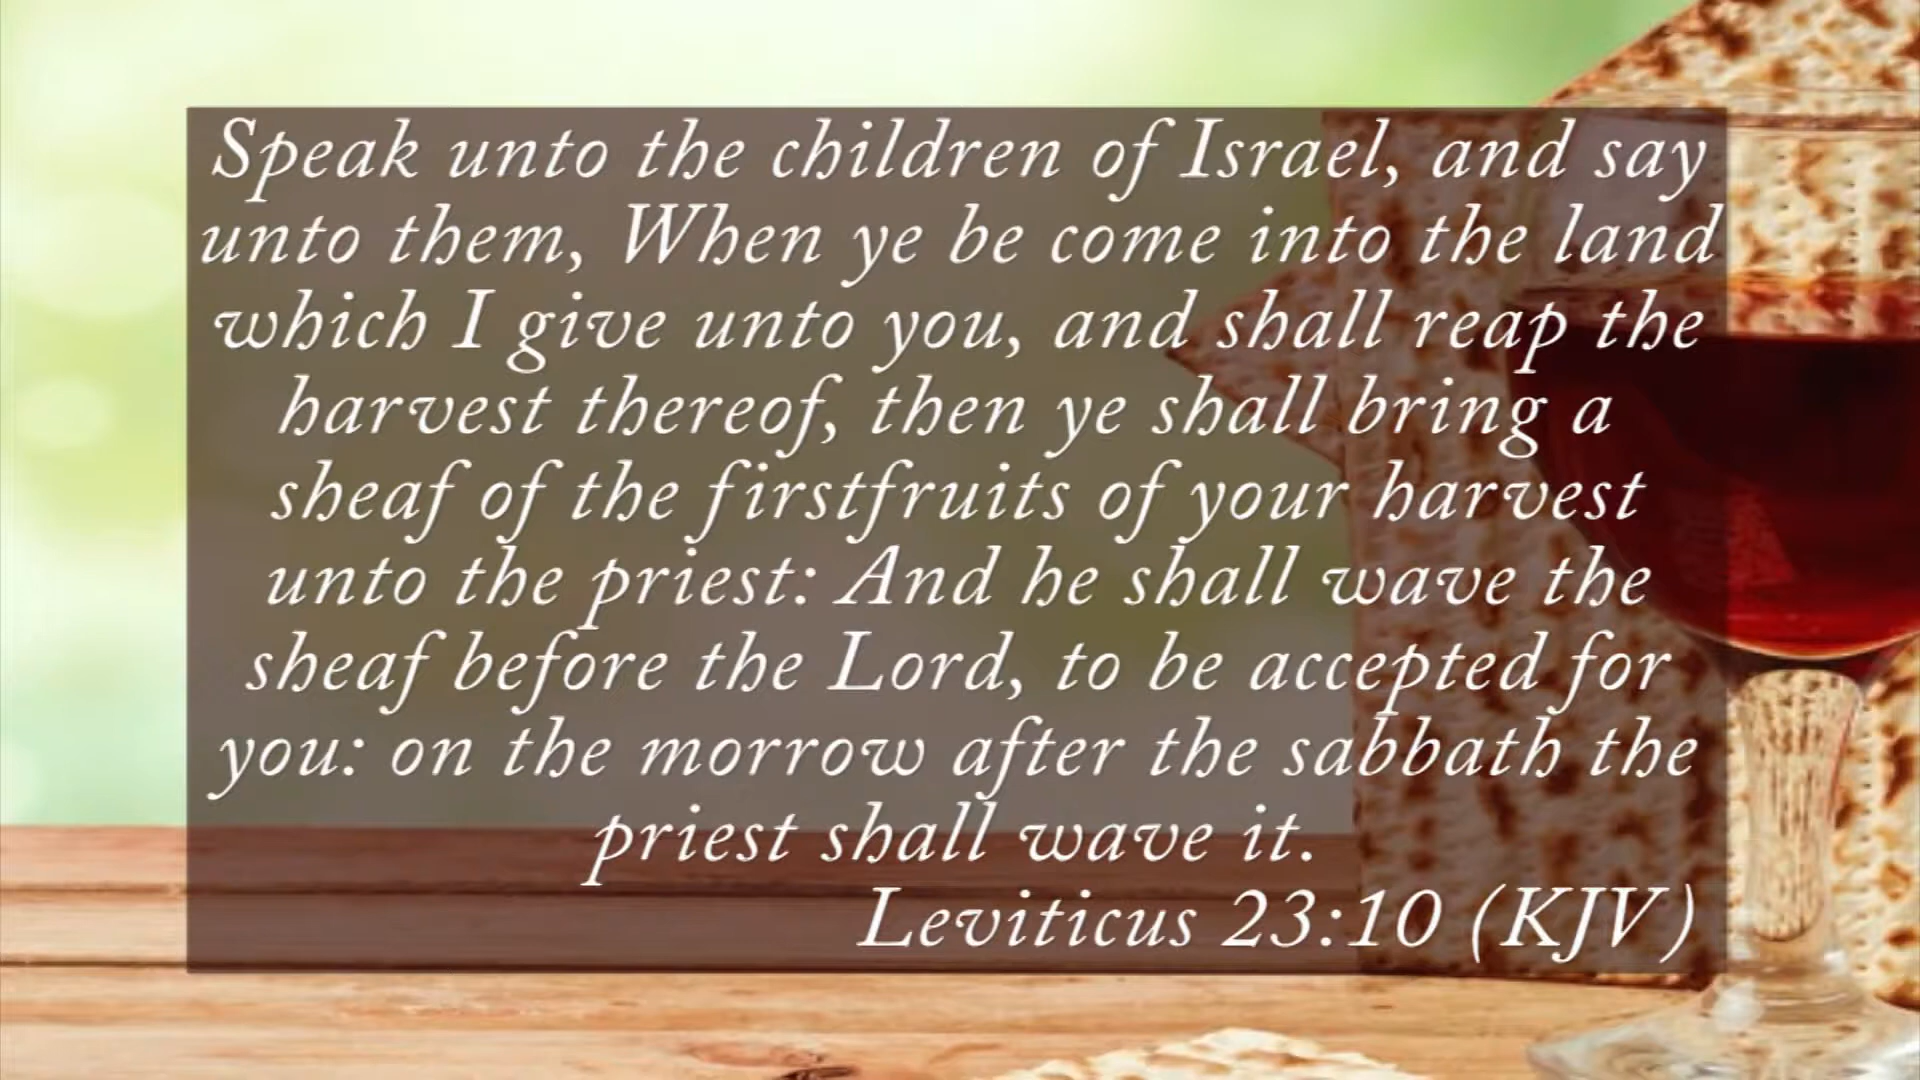 Speak unto the children of Israel, and say
unto them, When ye be come into the land
which I give unto you, and shall reap the
harvest thereof, then ye shall bring a
sheaf of the firstfruits of your harvest
unto the priest: And he shall wave the
sheaf before the Lord, to be accepted for
you: on the morrow after the sabbath the
priest shall wave it.
Leviticus 23:10 (KJV)